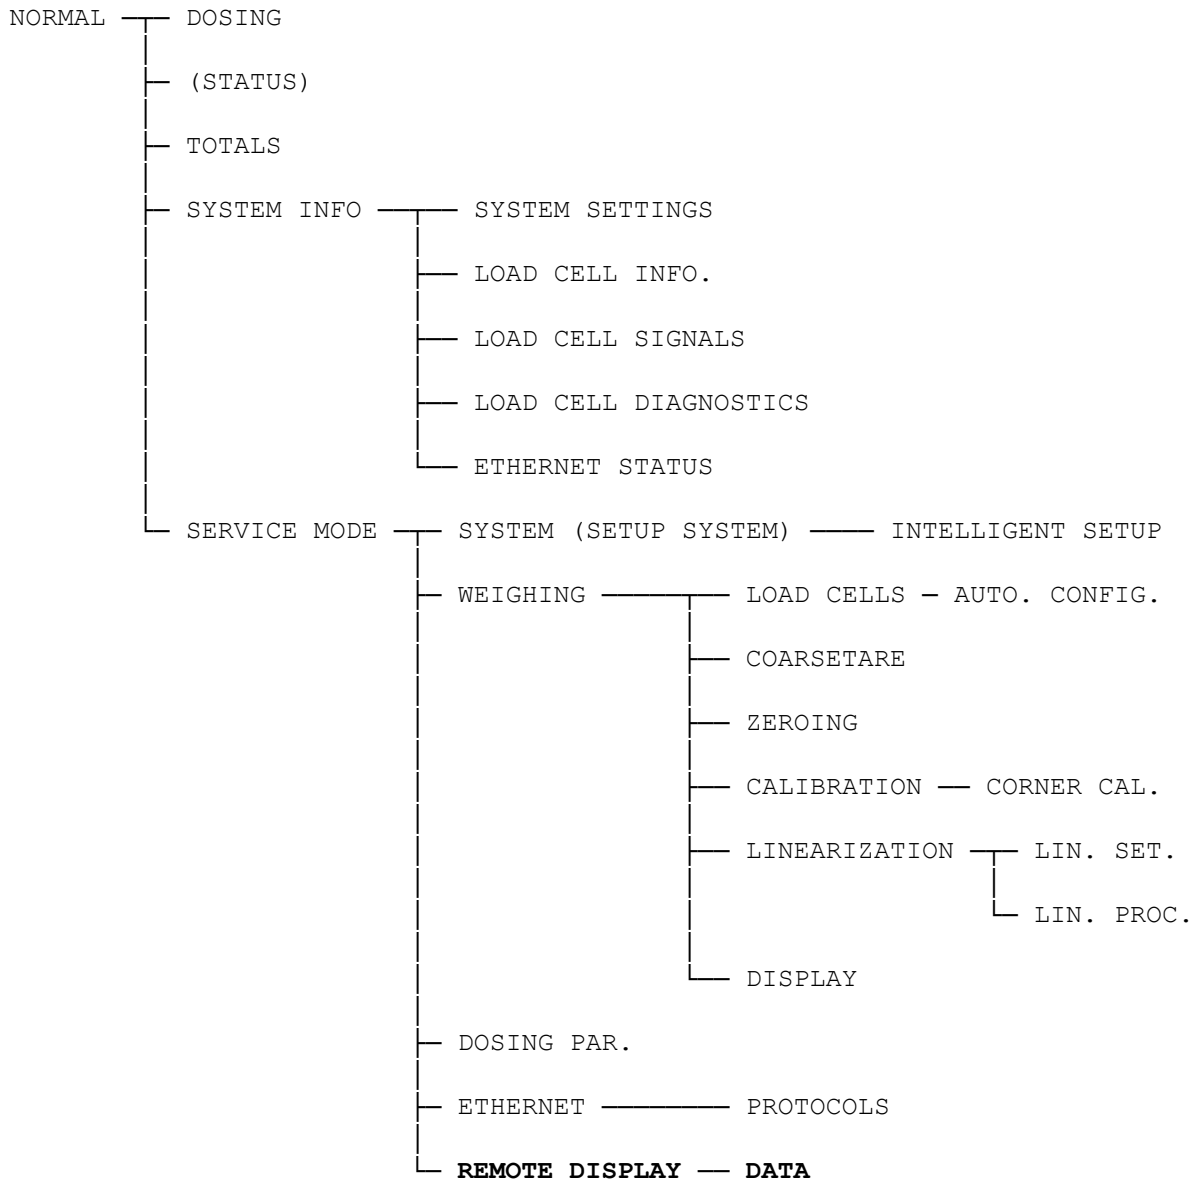 NORMAL DOSING
(STATUS)
TOTALS
SYSTEM INFO SYSTEM SETTINGS
LOAD CELL INFO.
LOAD CELL SIGNALS
LOAD CELL DIAGNOSTICS
ETHERNET STATUS
SERVICE MODE SYSTEM (SETUP SYSTEM) INTELLIGENT SETUP
WEIGHING LOAD CELLS AUTO. CONFIG.
COARSETARE
ZEROING
CALIBRATION CORNER CAL.
LINEARIZATION LIN. SET.
LIN. PROC.
DISPLAY
DOSING PAR.
ETHERNET PROTOCOLS
REMOTE DISPLAY DATA